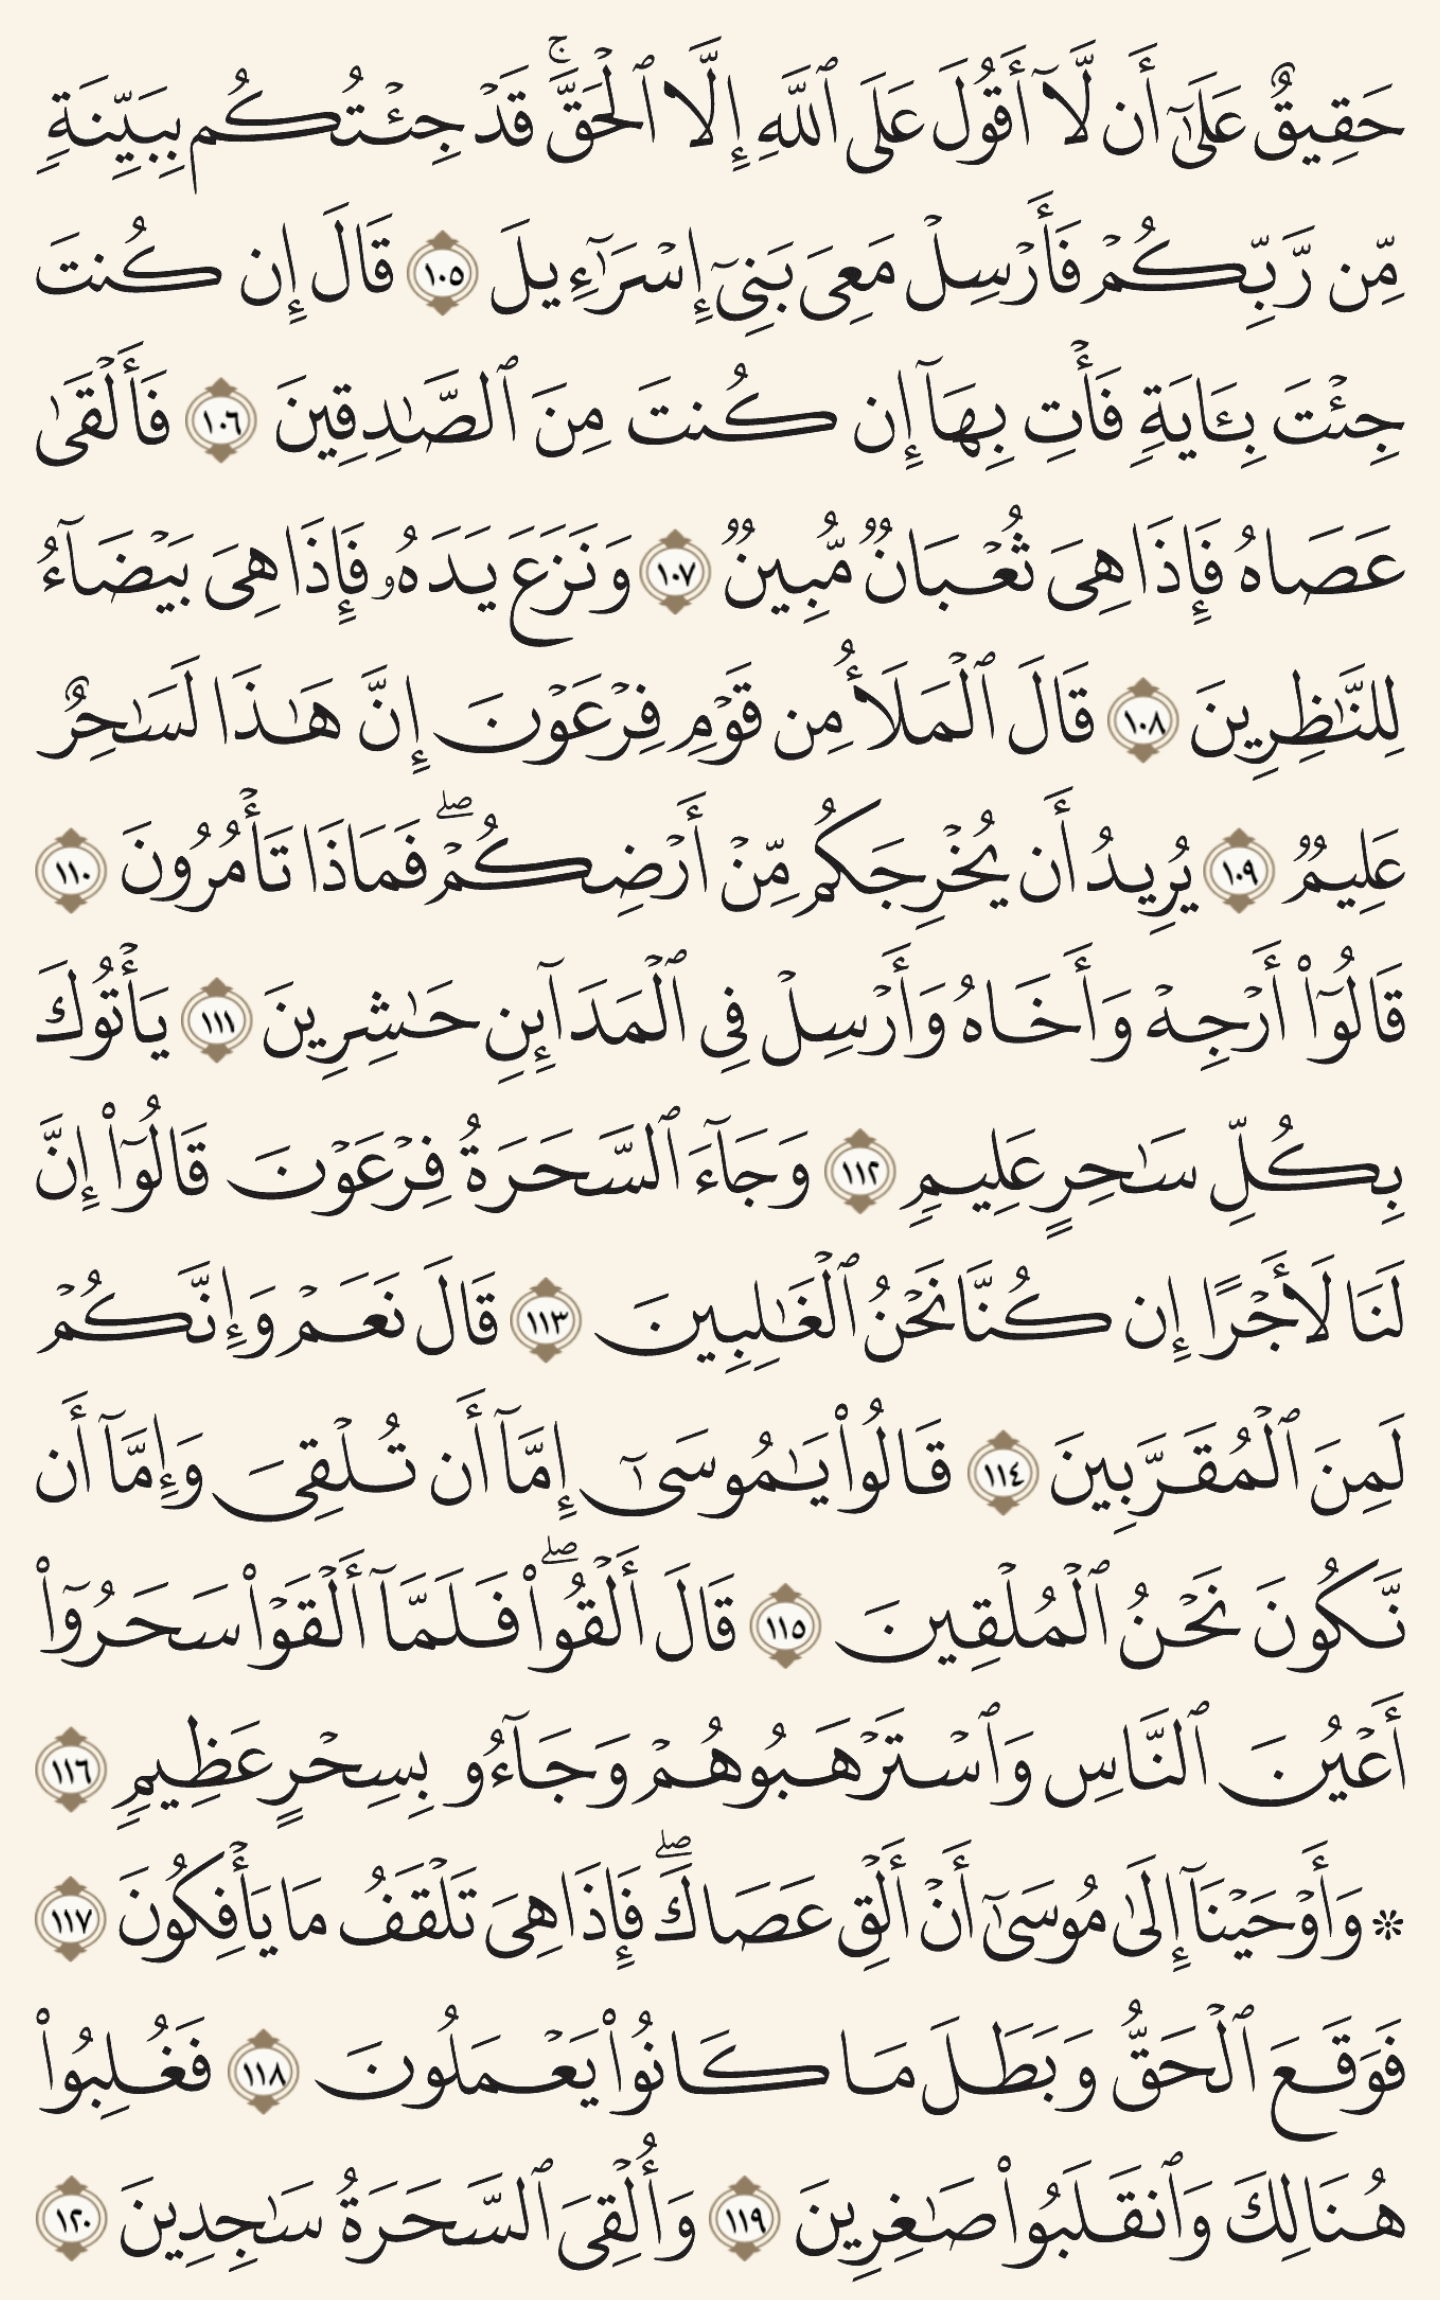 حَقِيقٌ عَلَىٰٓ أَن لَّآ أَقُولَ عَلَى ٱللَّهِ إِلَّا ٱلْحَقَّۚ قَدْ جِئْتُكُم بِبَيِّنَةٍۢ
مِّن رَّبِّكُمْ فَأَرْسِلْ مَعِىَ بَنِىٓ إِسْرَٰٓءِيلَ ١٠٥ قَالَ إِن كُنتَ
جِئْتَ بِـَٔايَةٍۢ فَأْتِ بِهَآ إِن كُنتَ مِنَ ٱلصَّـٰدِقِينَ ١٠٦ فَأَلْقَىٰ
عَصَاهُ فَإِذَا هِىَ ثُعْبَانٌۭ مُّبِينٌۭ ١٠٧ وَنَزَعَ يَدَهُۥ فَإِذَا هِىَ بَيْضَآءُ
لِلنَّـٰظِرِينَ ١٠٨ قَالَ ٱلْمَلَأُ مِن قَوْمِ فِرْعَوْنَ إِنَّ هَـٰذَا لَسَـٰحِرٌ
عَلِيمٌۭ ١٠٩ يُرِيدُ أَن يُخْرِجَكُم مِّنْ أَرْضِكُمْۖ فَمَاذَا تَأْمُرُونَ ١١٠
قَالُوٓا۟ أَرْجِهْ وَأَخَاهُ وَأَرْسِلْ فِى ٱلْمَدَآئِنِ حَـٰشِرِينَ ١١١ يَأْتُوكَ
بِكُلِّ سَـٰحِرٍ عَلِيمٍۢ ١١٢ وَجَآءَ ٱلسَّحَرَةُ فِرْعَوْنَ قَالُوٓا۟ إِنَّ
لَنَا لَأَجْرًا إِن كُنَّا نَحْنُ ٱلْغَـٰلِبِينَ ١١٣ قَالَ نَعَمْ وَإِنَّكُمْ
لَمِنَ ٱلْمُقَرَّبِينَ ١١٤ قَالُوا۟ يَـٰمُوسَىٰٓ إِمَّآ أَن تُلْقِىَ وَإِمَّآ أَن
نَّكُونَ نَحْنُ ٱلْمُلْقِينَ ١١٥ قَالَ أَلْقُوا۟ۖ فَلَمَّآ أَلْقَوْا۟ سَحَرُوٓا۟
أَعْيُنَ ٱلنَّاسِ وَٱسْتَرْهَبُوهُمْ وَجَآءُو بِسِحْرٍ عَظِيمٍۢ ١١٦
۞ وَأَوْحَيْنَآ إِلَىٰ مُوسَىٰٓ أَنْ أَلْقِ عَصَاكَۖ فَإِذَا هِىَ تَلْقَفُ مَا يَأْفِكُونَ ١١٧
فَوَقَعَ ٱلْحَقُّ وَبَطَلَ مَا كَانُوا۟ يَعْمَلُونَ ١١٨ فَغُلِبُوا۟
هُنَالِكَ وَٱنقَلَبُوا۟ صَـٰغِرِينَ ١١٩ وَأُلْقِىَ ٱلسَّحَرَةُ سَـٰجِدِينَ ١٢٠